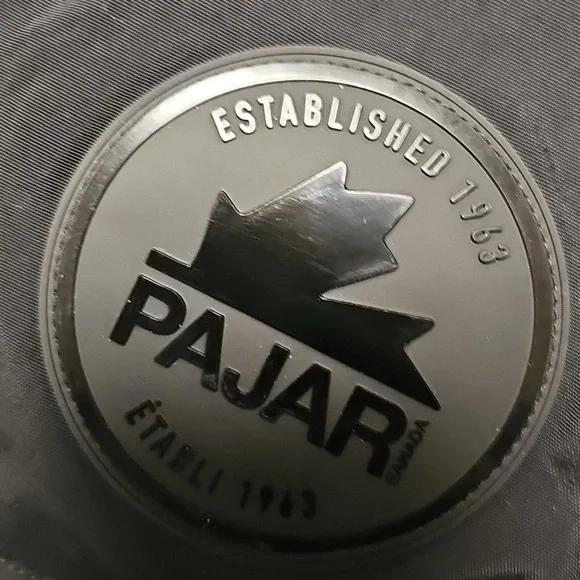 ESTABLISHED 1963
PAJAR
CANADA
ÉTABLI 1963